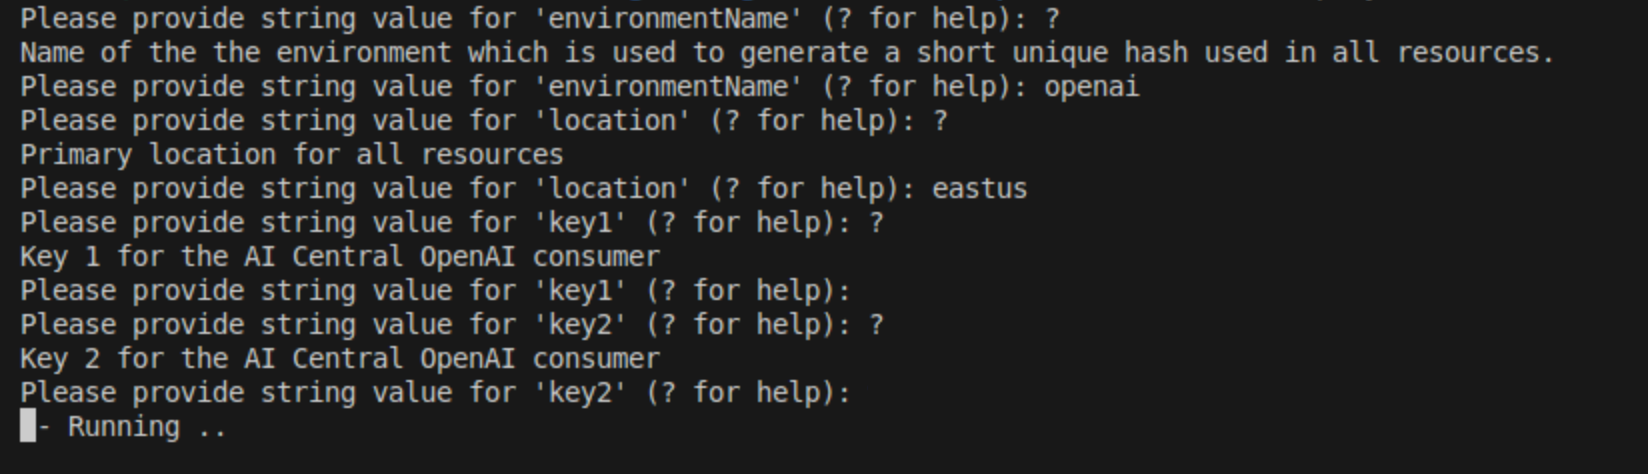 Please provide string value for 'environmentName' (? for help): ?
Name of the the environment which is used to generate a short unique hash used in all resources.
Please provide string value for 'environmentName' (? for help): openai
Please provide string value for 'location' (? for help): ?
Primary location for all resources
Please provide string value for 'location' (? for help): eastus
Please provide string value for 'key1' (? for help): ?
Key 1 for the AI Central OpenAI consumer
Please provide string value for 'key1' (? for help):
Please provide string value for 'key2' (? for help): ?
Key 2 for the AI Central OpenAI consumer
Please provide string value for 'key2' (? for help):
- Running ..